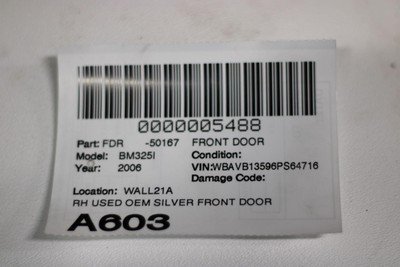 0000005488
Part: FDR -50167 FRONT DOOR
Model: BM325I Condition:
Year: 2006 VIN:WBAVB13596PS64716
Damage Code:
Location: WALL21A
RH USED OEM SILVER FRONT DOOR
A603